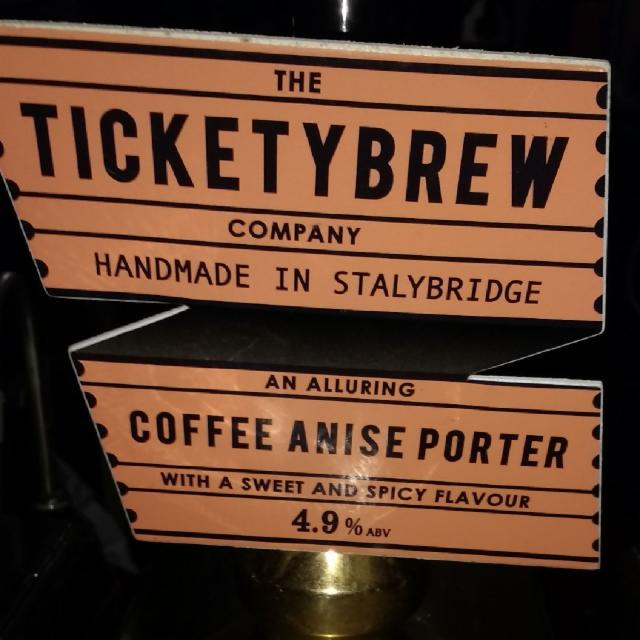 THE
TICKETYBREW
COMPANY
HANDMADE IN STALYBRIDGE
AN ALLURING
COFFEE ANISE PORTER
WITH A SWEET AND SPICY FLAVOUR
4.9 % ABV